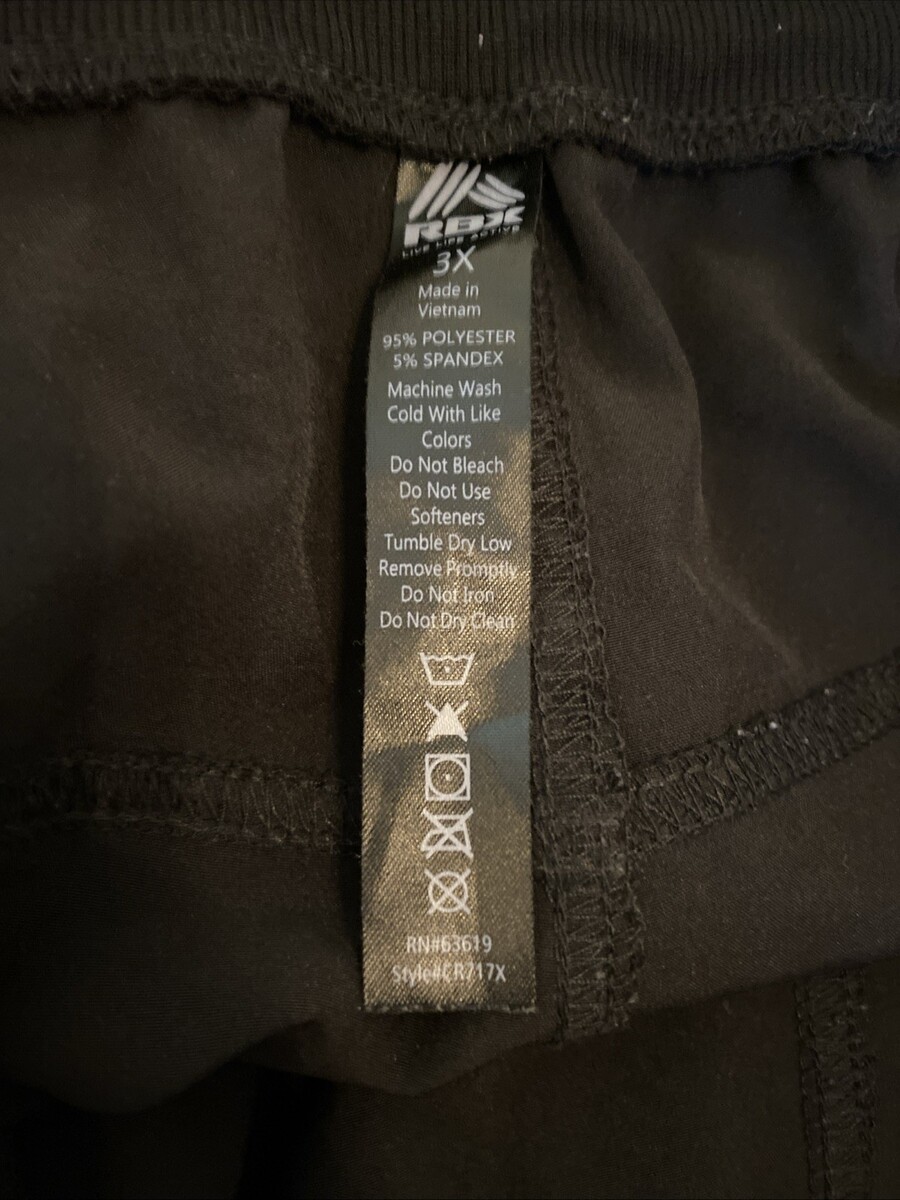 RBX
LIVE LIFE ACTIVE
3X
Made in
Vietnam
95% POLYESTER
5% SPANDEX
Machine Wash
Cold With Like
Colors
Do Not Bleach
Do Not Use
Softeners
Tumble Dry Low
Remove Promptly
Do Not Iron
Do Not Dry Clean
RN#63619
Style#CR717X